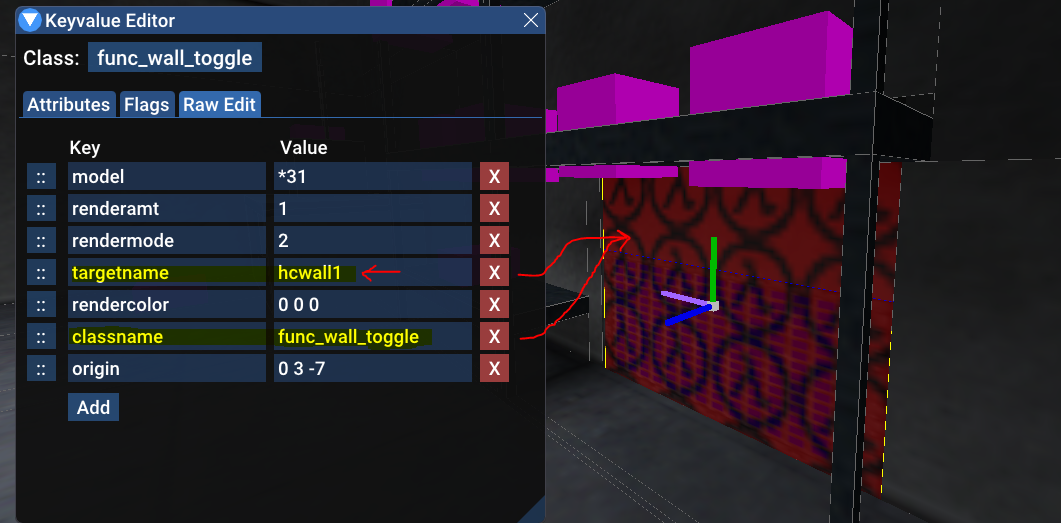 Keyvalue Editor
Class: func_wall_toggle
Attributes Flags Raw Edit
Key Value
:: model *31 X
:: renderamt 1 X
:: rendermode 2 X
:: targetname hcwall1 X
:: rendercolor 0 0 0 X
:: classname func_wall_toggle X
:: origin 0 3 -7 X
Add